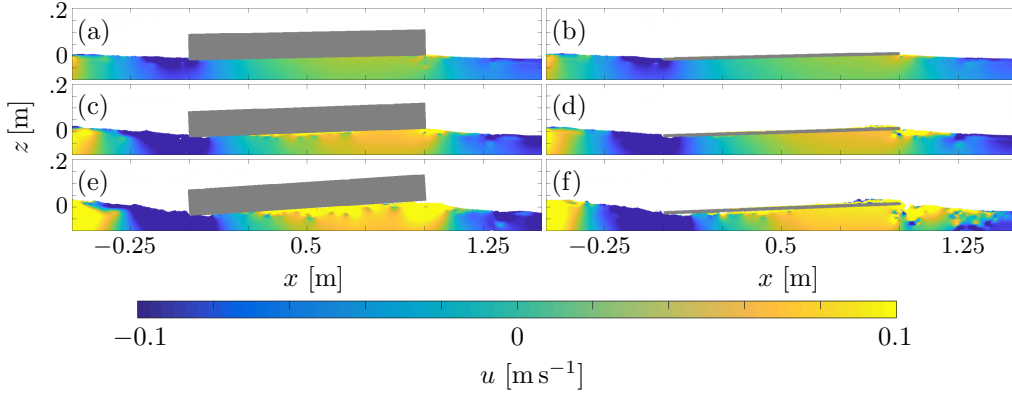 .2
(a)
(b)
0
.2
(c)
(d)
0
z [m]
.2
(e)
(f)
0
−0.25 0.5 1.25 −0.25 0.5 1.25
x [m] x [m]
−0.1 0 0.1
u [m s⁻¹]